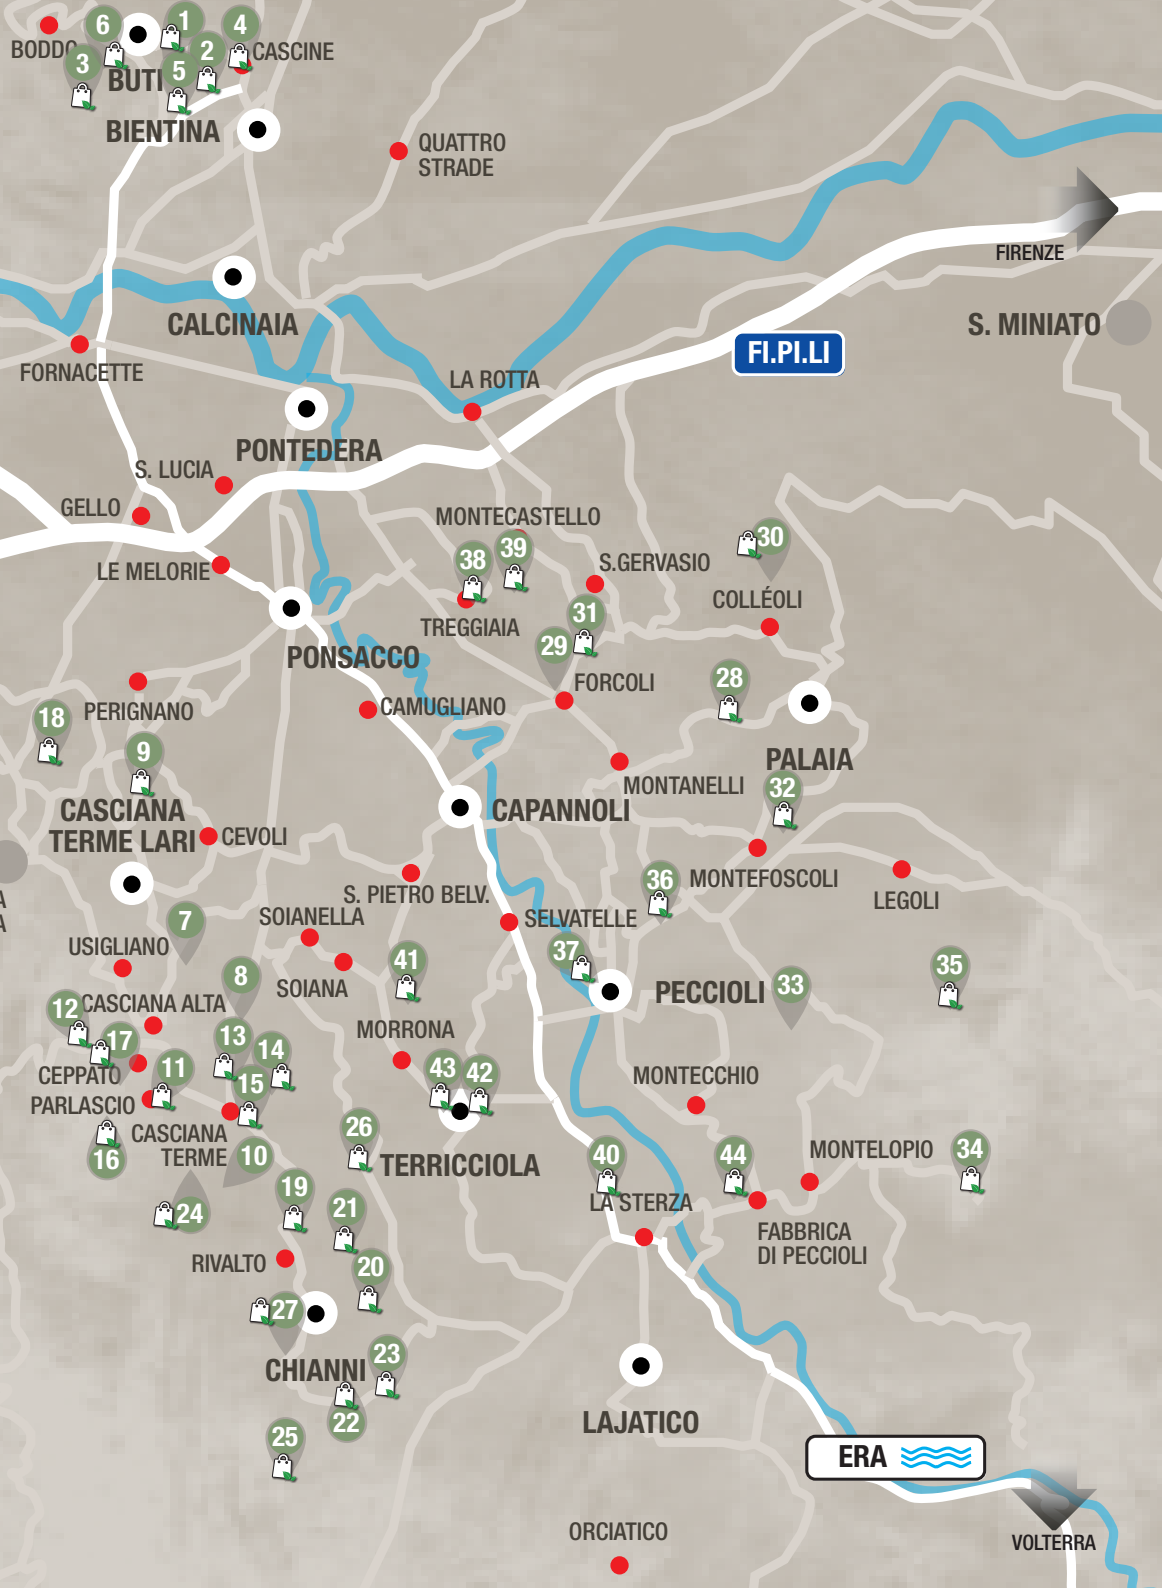 6
1
4
BODDO
3
2
CASCINE
BUTI
5
BIENTINA
QUATTRO
STRADE
FIRENZE
CALCINAIA
S. MINIATO
FI.PI.LI
FORNACETTE
LA ROTTA
PONTEDERA
S. LUCIA
GELLO
MONTECASTELLO
30
LE MELORIE
38
39
S.GERVASIO
COLLÉOLI
31
TREGGIAIA
29
PONSACCO
FORCOLI
28
CAMUGLIANO
PERIGNANO
18
9
PALAIA
MONTANELLI
32
CASCIANA
TERME LARI
CAPANNOLI
CEVOLI
36
MONTEFOSCOLI
S. PIETRO BELV.
LEGOLI
A
A
7
SOIANELLA
SELVATELLE
USIGLIANO
37
41
35
8
SOIANA
PECCIOLI
33
12
CASCIANA ALTA
MORRONA
17
13
14
CEPPATO
11
15
43
42
MONTECCHIO
PARLASCIO
CASCIANA
TERME
10
16
26
TERRICCIOLA
40
44
MONTELOPIO
34
19
LA STERZA
24
21
FABBRICA
DI PECCIOLI
RIVALTO
20
27
CHIANNI
23
22
LAJATICO
25
ERA
ORCIATICO
VOLTERRA